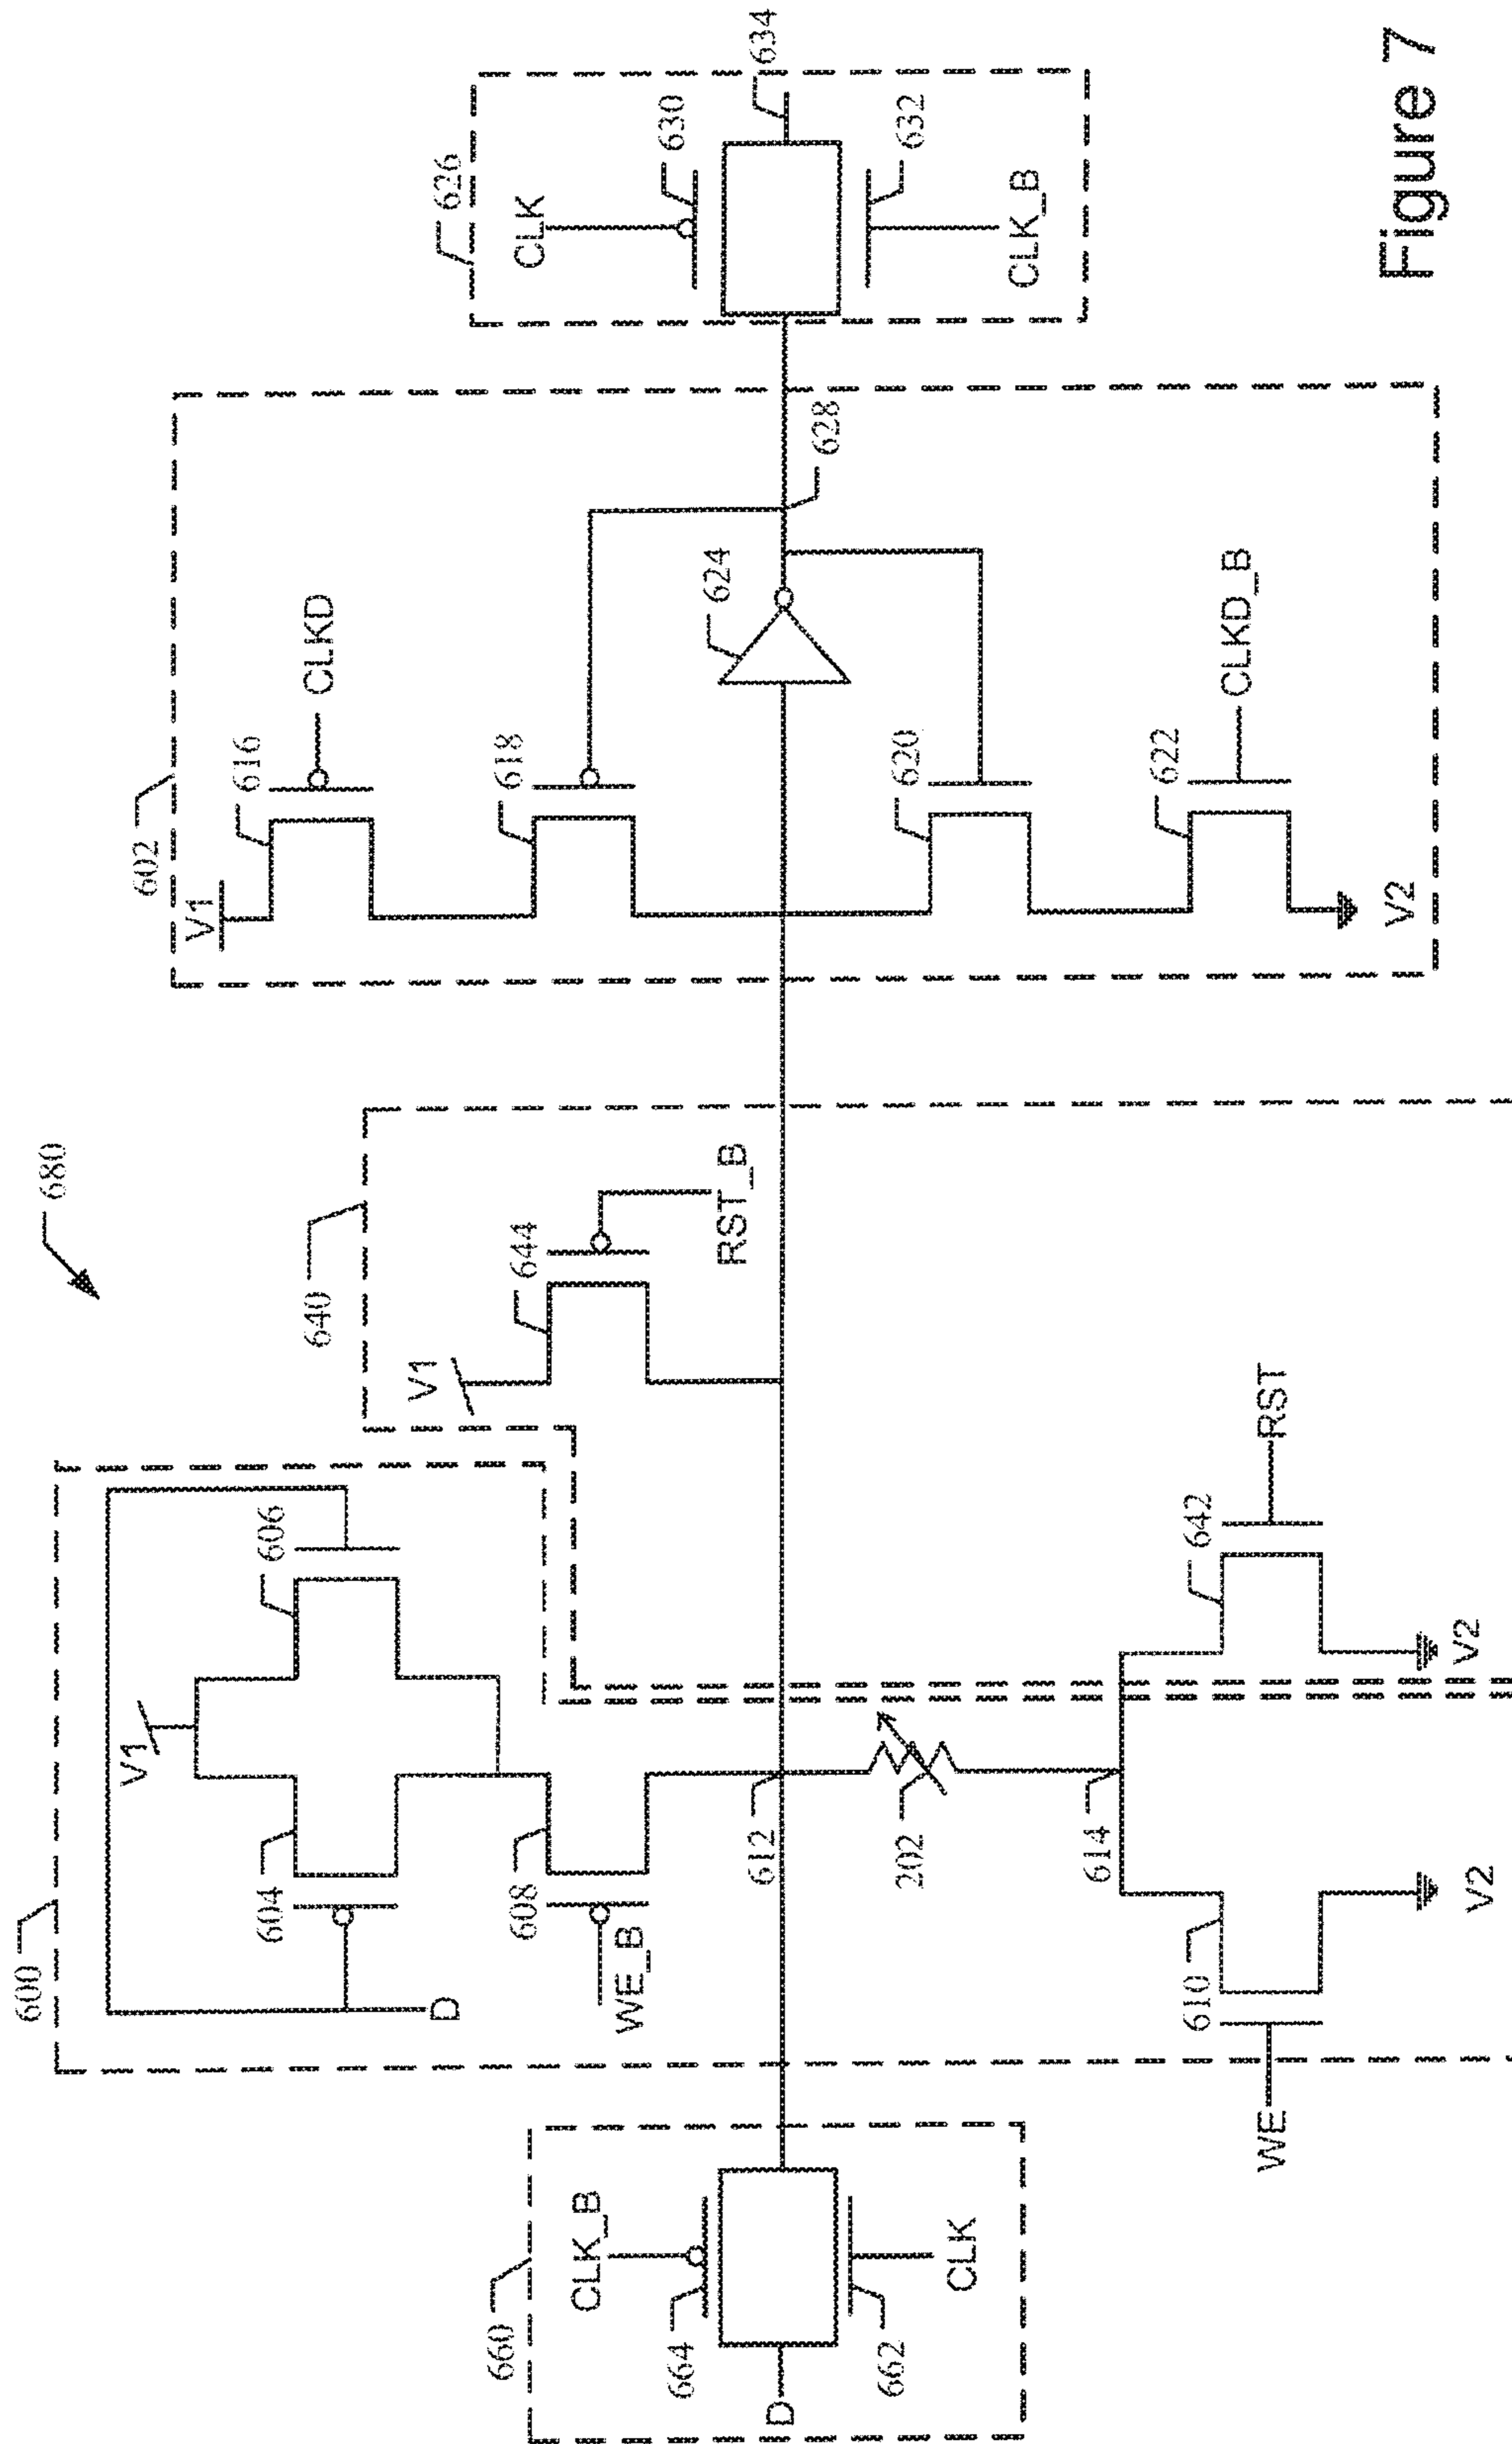 680
600
V1
604
606
D
608
WE_B
612
202
614
610
WE
V2
642
RST
V2
640
V1
644
RST_B
660
CLK_B
664
D
662
CLK
602
V1
616
CLKD
618
624
628
620
622
CLKD_B
V2
626
CLK
630
634
632
CLK_B
Figure 7